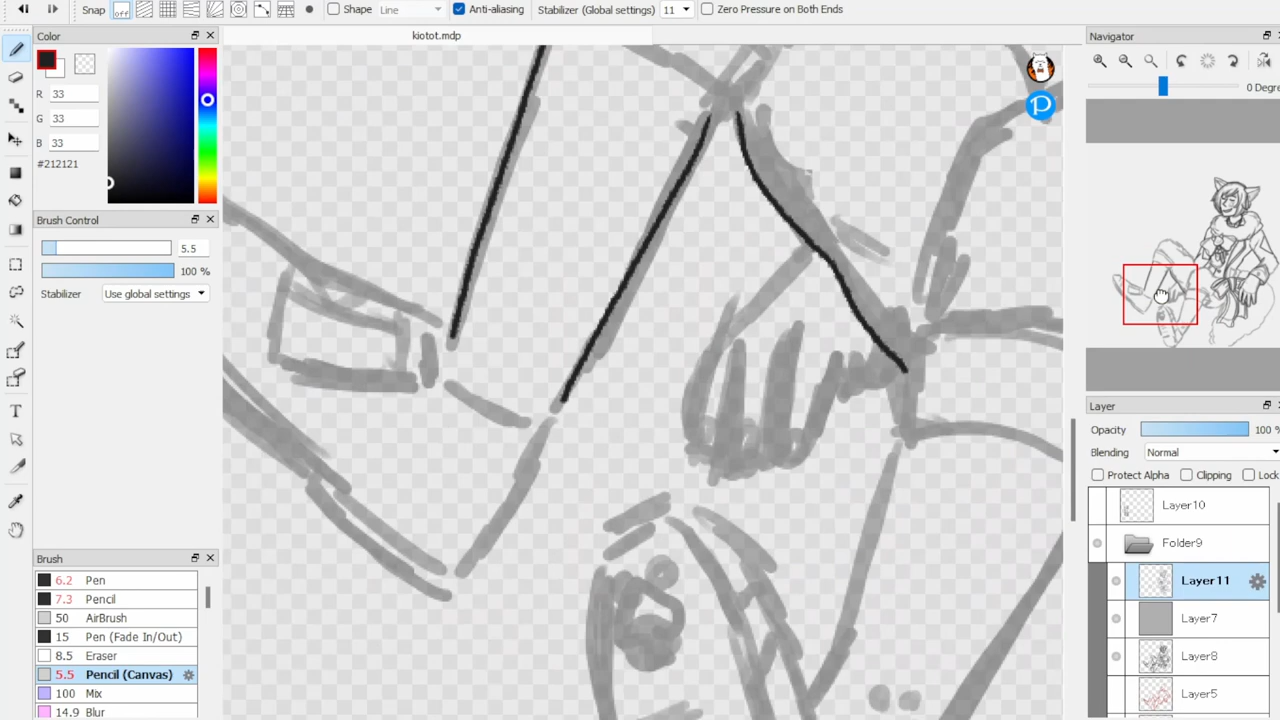 Snap off Shape Line Anti-aliasing Stabilizer (Global settings) 11 Zero Pressure on Both Ends
Color
R 33
G 33
B 33
#212121
Brush Control
5.5
100 %
Stabilizer Use global settings
Brush
6.2 Pen
7.3 Pencil
50 AirBrush
15 Pen (Fade In/Out)
8.5 Eraser
5.5 Pencil (Canvas)
100 Mix
14.9 Blur
kiotot.mdp
Navigator
0 Degree
Layer
Opacity 100 %
Blending Normal
Protect Alpha Clipping Lock
Layer10
Folder9
Layer11
Layer7
Layer8
Layer5